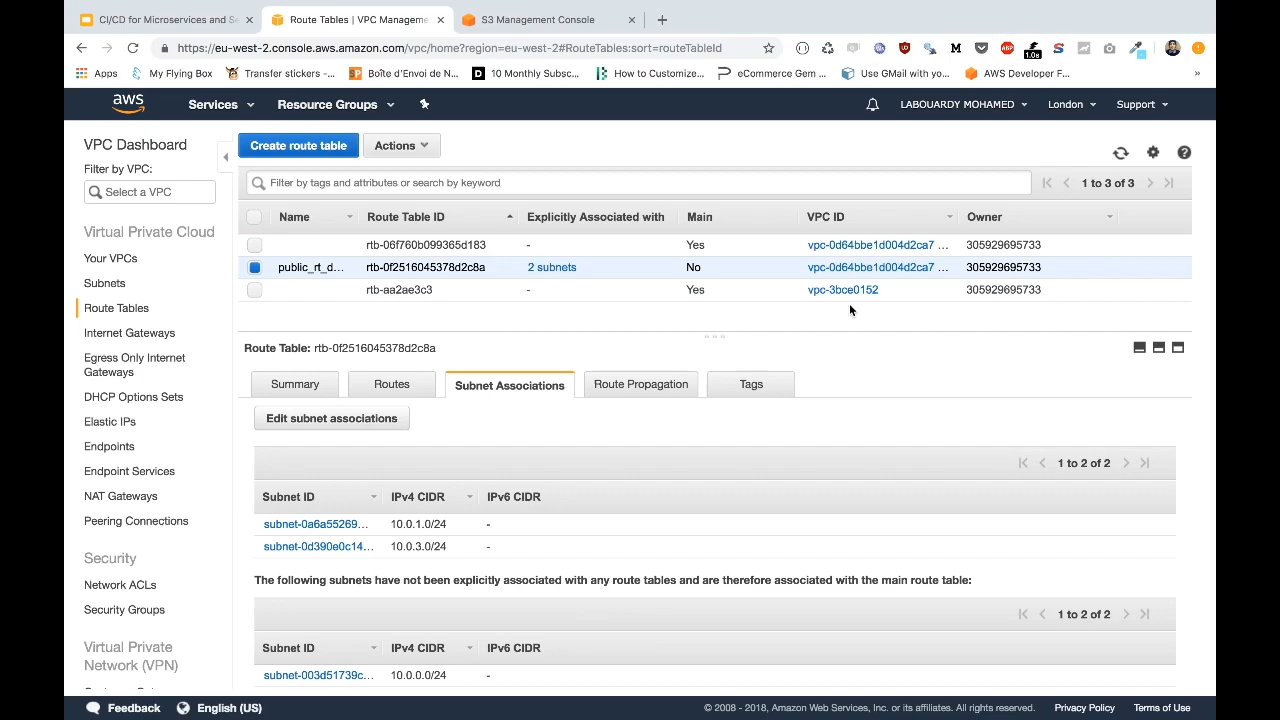 CI/CD for Microservices and Se
Route Tables | VPC Manageme
S3 Management Console
https://eu-west-2.console.aws.amazon.com/vpc/home?region=eu-west-2#RouteTables:sort=routeTableId
1.0s
Apps
My Flying Box
Transfer stickers -...
Boîte d'Envoi de N...
10 Monthly Subsc...
How to Customize...
eCommerce Gem ...
Use GMail with yo...
AWS Developer F...
»
aws
Services
Resource Groups
LABOUARDY MOHAMED
London
Support
VPC Dashboard
Filter by VPC:
Select a VPC
Virtual Private Cloud
Your VPCs
Subnets
Route Tables
Internet Gateways
Egress Only Internet
Gateways
DHCP Options Sets
Elastic IPs
Endpoints
Endpoint Services
NAT Gateways
Peering Connections
Security
Network ACLs
Security Groups
Virtual Private
Network (VPN)
Create route table
Actions
Filter by tags and attributes or search by keyword
1 to 3 of 3
Name Route Table ID Explicitly Associated with Main VPC ID Owner
rtb-06f760b099365d183 - Yes vpc-0d64bbe1d004d2ca7 ... 305929695733
public_rt_d... rtb-0f2516045378d2c8a 2 subnets No vpc-0d64bbe1d004d2ca7 ... 305929695733
rtb-aa2ae3c3 - Yes vpc-3bce0152 305929695733
Route Table: rtb-0f2516045378d2c8a
Summary
Routes
Subnet Associations
Route Propagation
Tags
Edit subnet associations
1 to 2 of 2
Subnet ID IPv4 CIDR IPv6 CIDR
subnet-0a6a55269... 10.0.1.0/24 -
subnet-0d390e0c14... 10.0.3.0/24 -
The following subnets have not been explicitly associated with any route tables and are therefore associated with the main route table:
1 to 2 of 2
Subnet ID IPv4 CIDR IPv6 CIDR
subnet-003d51739c... 10.0.0.0/24 -
Feedback
English (US)
© 2008 - 2018, Amazon Web Services, Inc. or its affiliates. All rights reserved.
Privacy Policy
Terms of Use